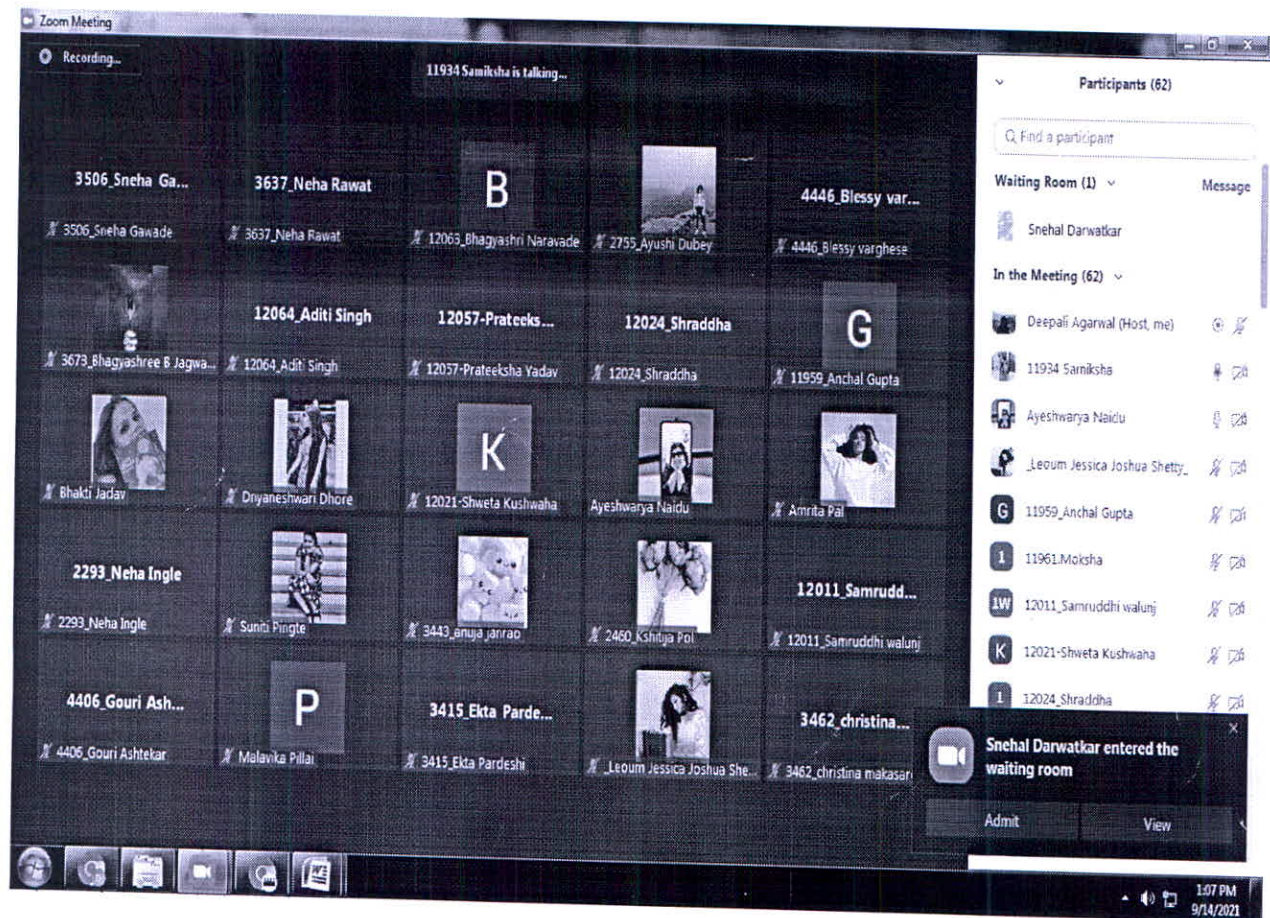 Zoom Meeting
Recording...
11934 Samiksha is talking...
3506_Sneha Ga...
3506_Sneha Gawade
3637_Neha Rawat
3637_Neha Rawat
B
12063_Bhagyashri Naravade
2755_Ayushi Dubey
4446_Blessy var...
4446_Blessy varghese
3673_Bhagyashree B Jagwa...
12064_Aditi Singh
12064_Aditi Singh
12057-Prateeks...
12057-Prateeksha Yadav
12024_Shraddha
12024_Shraddha
G
11959_Anchal Gupta
Bhakti Jadav
Dnyaneshwari Dhore
K
12021-Shweta Kushwaha
Ayeshwarya Naidu
Amrita Pal
2293_Neha Ingle
2293_Neha Ingle
Suniti Pingte
3443_anuja janrao
2460_Kshitija Pol
12011_Samrudd...
12011_Samruddhi walunj
4406_Gouri Ash...
4406_Gouri Ashtekar
P
Malavika Pillai
3415_Ekta Parde...
3415_Ekta Pardeshi
_Leoum Jessica Joshua She...
3462_christina...
3462_christina makasar
Participants (62)
Find a participant
Waiting Room (1)
Message
Snehal Darwatkar
In the Meeting (62)
Deepali Agarwal (Host, me)
11934 Samiksha
Ayeshwarya Naidu
_Leoum Jessica Joshua Shetty_
G
11959_Anchal Gupta
1
11961.Moksha
1W
12011_Samruddhi walunj
K
12021-Shweta Kushwaha
1
12024_Shraddha
Snehal Darwatkar entered the
waiting room
Admit
View
1:07 PM
9/14/2021